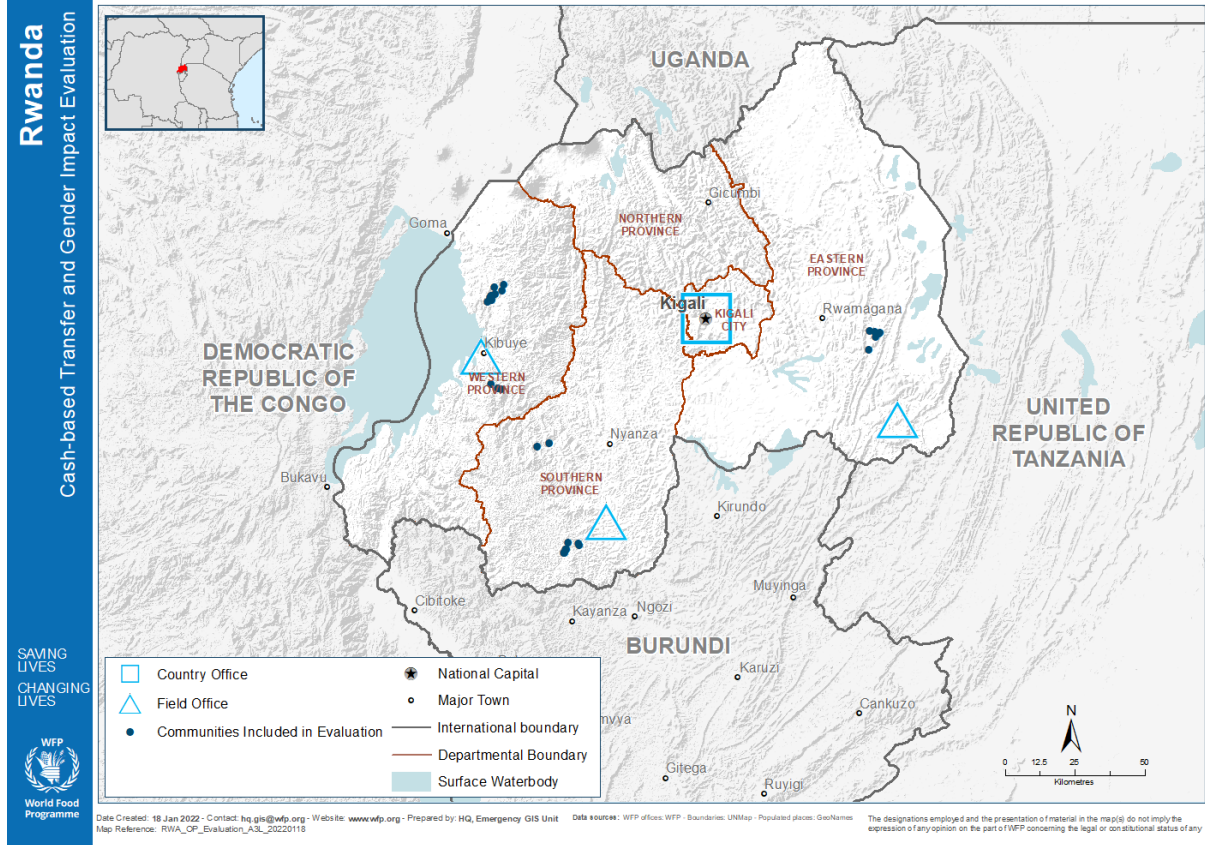 Rwanda
Cash-based Transfer and Gender Impact Evaluation
SAVING
LIVES
CHANGING
LIVES
WFP
World Food
Programme
UGANDA
Gicumbi
NORTHERN
PROVINCE
Goma
EASTERN
PROVINCE
Kigali
KIGALI
CITY
Rwamagana
Kibuye
DEMOCRATIC
REPUBLIC OF
THE CONGO
WESTERN
PROVINCE
UNITED
REPUBLIC OF
TANZANIA
Nyanza
Bukavu
SOUTHERN
PROVINCE
Kirundo
Cibitoke
Kayanza
Ngozi
Muyinga
BURUNDI
Karuzi
Cankuzo
Gitega
Ruyigi
Country Office
Field Office
Communities Included in Evaluation
National Capital
Major Town
International boundary
Departmental Boundary
Surface Waterbody
N
0 12.5 25 50
Kilometres
Date Created: 18 Jan 2022 - Contact: hq.gis@wfp.org - Website: www.wfp.org - Prepared by: HQ, Emergency GIS Unit
Map Reference: RWA_OP_Evaluation_A3L_20220118
Data sources: WFP offices: WFP - Boundaries: UNMap - Populated places: GeoNames
The designations employed and the presentation of material in the map(s) do not imply the
expression of any opinion on the part of WFP concerning the legal or constitutional status of any